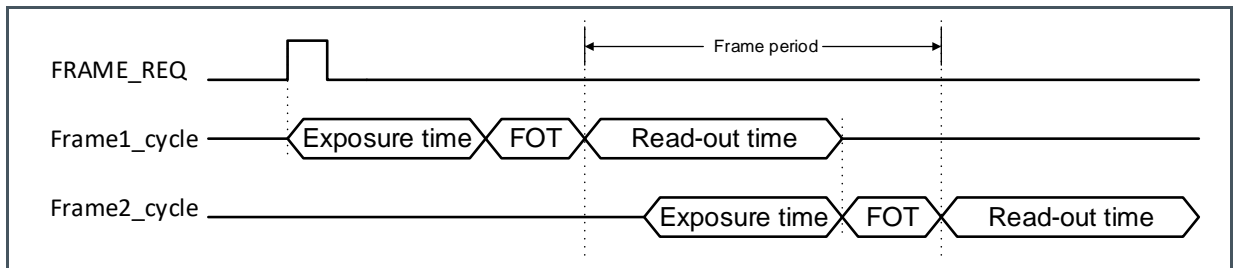 Frame period
FRAME_REQ
Frame1_cycle Exposure time FOT Read-out time
Frame2_cycle Exposure time FOT Read-out time